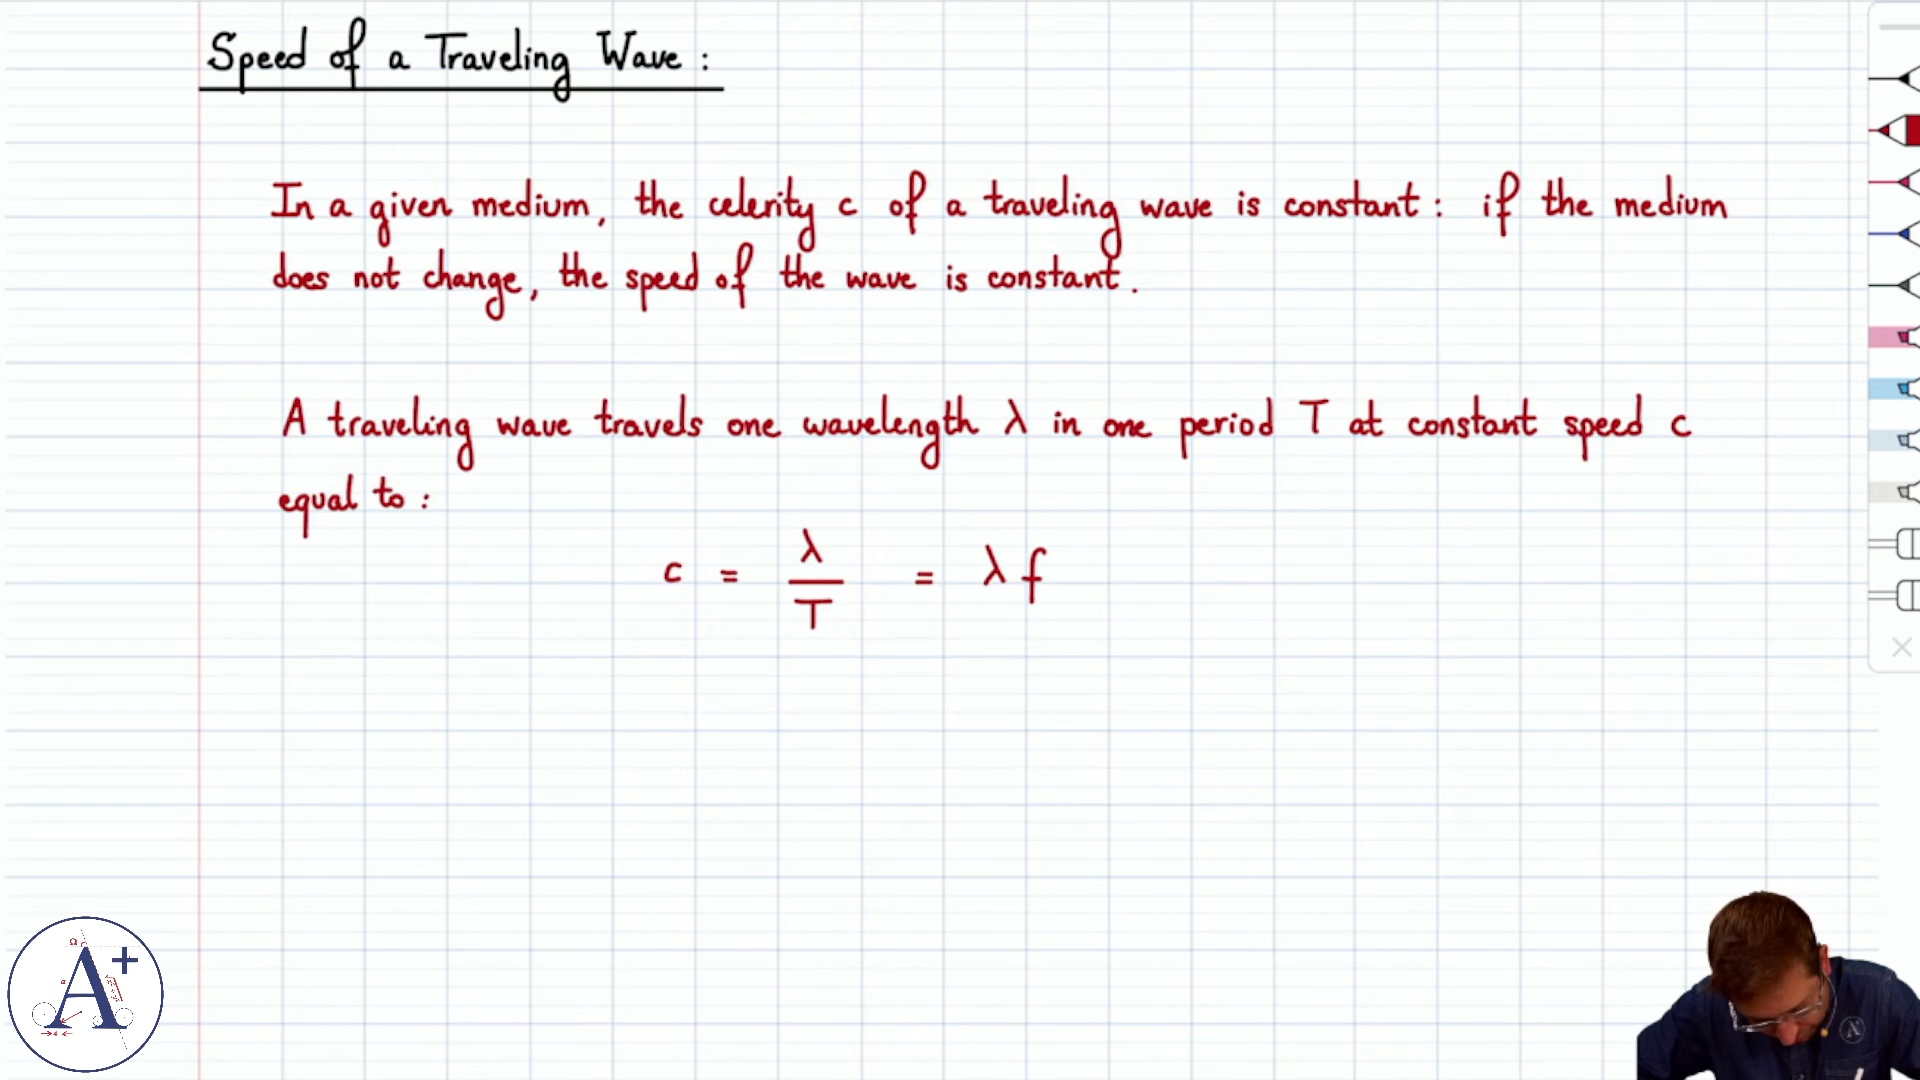 Speed of a Traveling Wave :
In a given medium, the celerity c of a traveling wave is constant : if the medium
does not change, the speed of the wave is constant.
A traveling wave travels one wavelength λ in one period T at constant speed c
equal to :
c = λ/T = λ f
A+